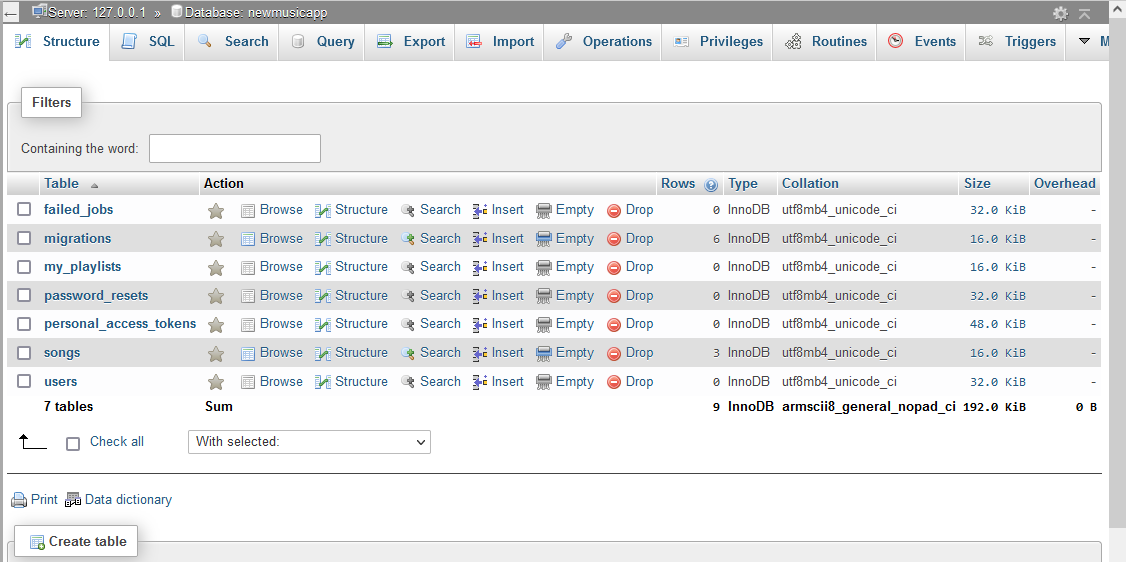 Server: 127.0.0.1 » Database: newmusicapp
Structure SQL Search Query Export Import Operations Privileges Routines Events Triggers M
Filters
Containing the word:
Table Action Rows Type Collation Size Overhead
failed_jobs Browse Structure Search Insert Empty Drop 0 InnoDB utf8mb4_unicode_ci 32.0 KiB -
migrations Browse Structure Search Insert Empty Drop 6 InnoDB utf8mb4_unicode_ci 16.0 KiB -
my_playlists Browse Structure Search Insert Empty Drop 0 InnoDB utf8mb4_unicode_ci 16.0 KiB -
password_resets Browse Structure Search Insert Empty Drop 0 InnoDB utf8mb4_unicode_ci 32.0 KiB -
personal_access_tokens Browse Structure Search Insert Empty Drop 0 InnoDB utf8mb4_unicode_ci 48.0 KiB -
songs Browse Structure Search Insert Empty Drop 3 InnoDB utf8mb4_unicode_ci 16.0 KiB -
users Browse Structure Search Insert Empty Drop 0 InnoDB utf8mb4_unicode_ci 32.0 KiB -
7 tables Sum 9 InnoDB armscii8_general_nopad_ci 192.0 KiB 0 B
Check all With selected:
Print Data dictionary
Create table